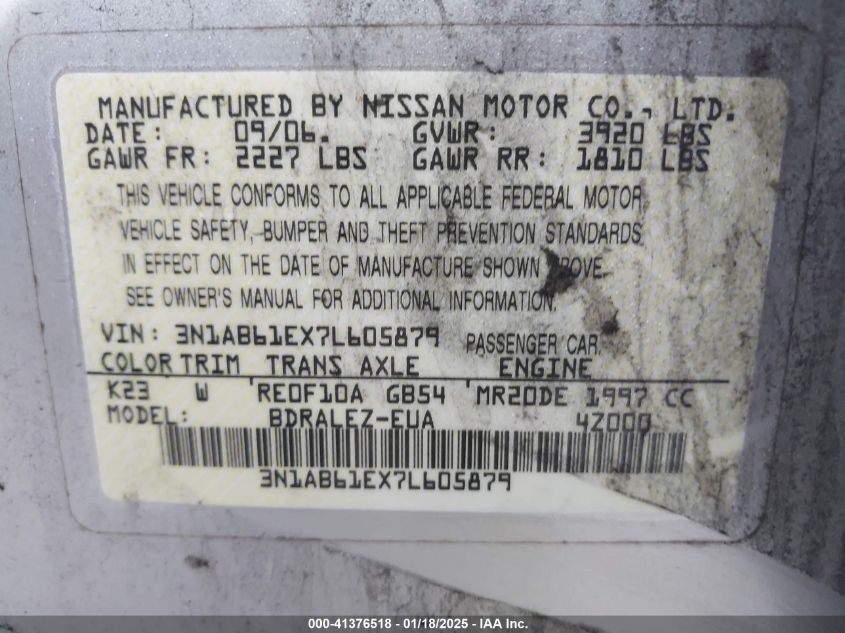 MANUFACTURED BY NISSAN MOTOR CO., LTD.
DATE: 09/06. GVWR: 3920 LBS
GAWR FR: 2227 LBS GAWR RR: 1810 LBS
THIS VEHICLE CONFORMS TO ALL APPLICABLE FEDERAL MOTOR
VEHICLE SAFETY, BUMPER AND THEFT PREVENTION STANDARDS
IN EFFECT ON THE DATE OF MANUFACTURE SHOWN ABOVE.
SEE OWNER'S MANUAL FOR ADDITIONAL INFORMATION.
VIN: 3N1AB61EX7L605879 PASSENGER CAR
COLOR TRIM TRANS AXLE ENGINE
K23 W 'RE0F10A GB54 'MR20DE 1997 CC
MODEL: BDRALEZ-EUA 4Z000
3N1AB61EX7L605879
000-41376518 - 01/18/2025 - IAA Inc.